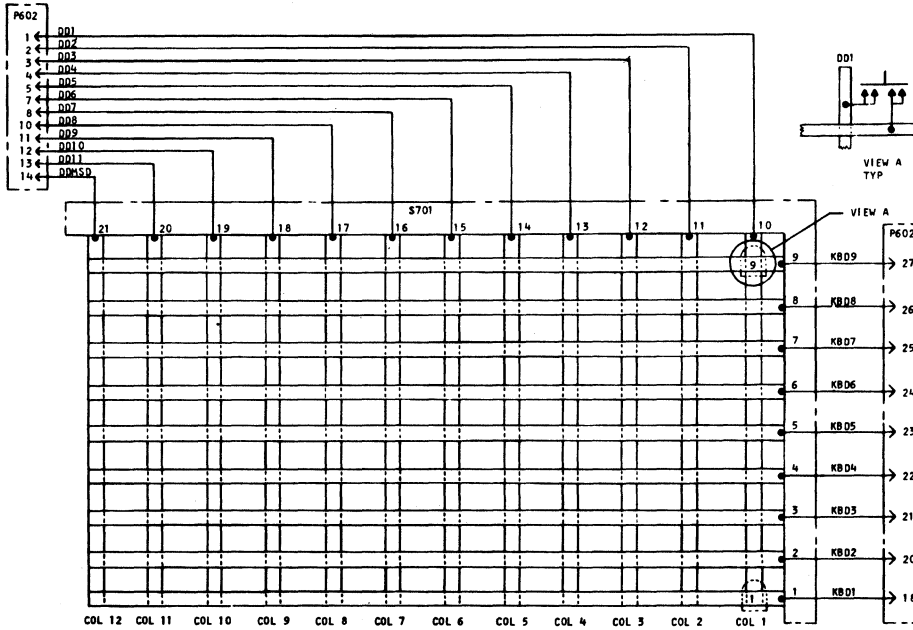 P602
1 DD1
2 DD2
3 DD3
4 DD4
5 DD5
7 DD6
8 DD7
10 DD8
11 DD9
12 DD10
13 DD11
14 DDMSD
DD1
VIEW A
TYP
S701
VIEW A
21 20 19 18 17 16 15 14 13 12 11 10
P602
9 9 KBD9 27
8 KBD8 26
7 KBD7 25
6 KBD6 24
5 KBD5 23
4 KBD4 22
3 KBD3 21
2 KBD2 20
1 1 KBD1 18
COL 12 COL 11 COL 10 COL 9 COL 8 COL 7 COL 6 COL 5 COL 4 COL 3 COL 2 COL 1